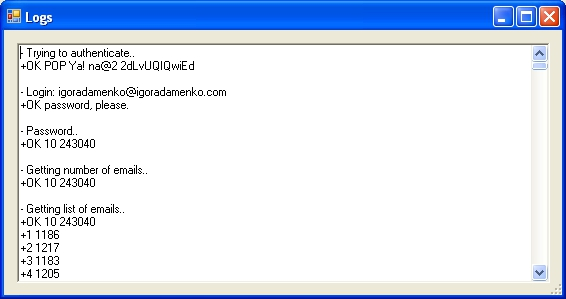 Logs
- Trying to authenticate..
+OK POP Ya! na@2 2dLvUQIQwiEd
- Login: igoradamenko@igoradamenko.com
+OK password, please.
- Password..
+OK 10 243040
- Getting number of emails..
+OK 10 243040
- Getting list of emails..
+OK 10 243040
+1 1186
+2 1217
+3 1183
+4 1205